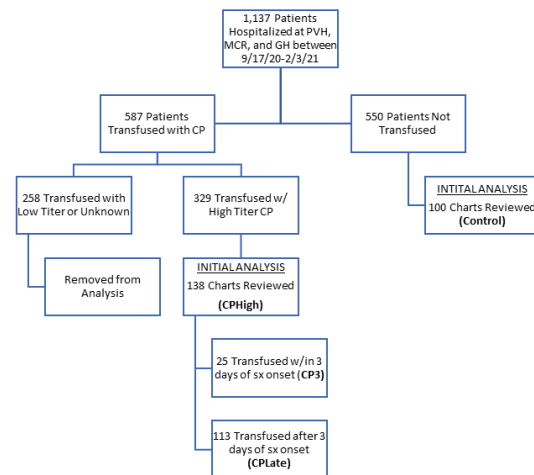 1,137 Patients
Hospitalized at PVH,
MCR, and GH between
9/17/20-2/3/21
587 Patients
Transfused with CP
550 Patients Not
Transfused
258 Transfused with
Low Titer or Unknown
329 Transfused w/
High Titer CP
INTITAL ANALYSIS
100 Charts Reviewed
(Control)
Removed from
Analysis
INITIAL ANALYSIS
138 Charts Reviewed
(CPHigh)
25 Transfused w/in 3
days of sx onset (CP3)
113 Transfused after 3
days of sx onset
(CPLate)